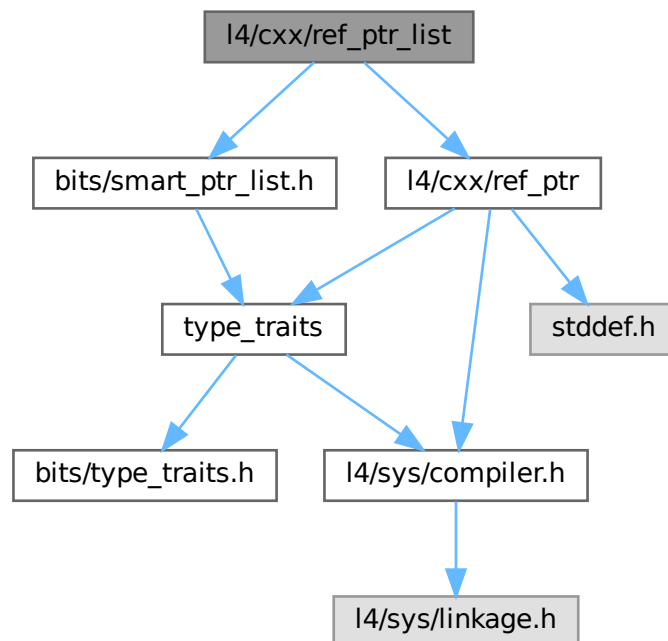 l4/cxx/ref_ptr_list
bits/smart_ptr_list.h
l4/cxx/ref_ptr
type_traits
stddef.h
bits/type_traits.h
l4/sys/compiler.h
l4/sys/linkage.h